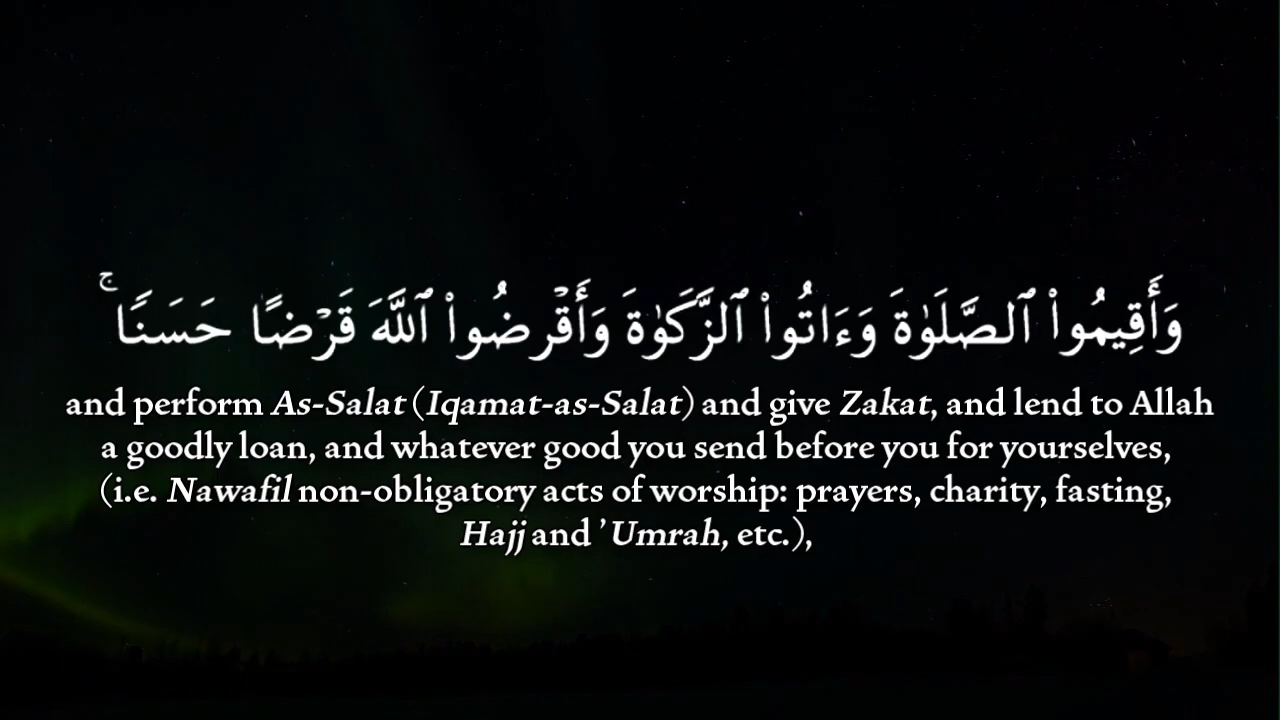 وَأَقِيمُوا۟ ٱلصَّلَوٰةَ وَءَاتُوا۟ ٱلزَّكَوٰةَ وَأَقْرِضُوا۟ ٱللَّهَ قَرْضًا حَسَنًا ۚ
and perform As-Salat (Iqamat-as-Salat) and give Zakat, and lend to Allah
a goodly loan, and whatever good you send before you for yourselves,
(i.e. Nawafil non-obligatory acts of worship: prayers, charity, fasting,
Hajj and ’Umrah, etc.),